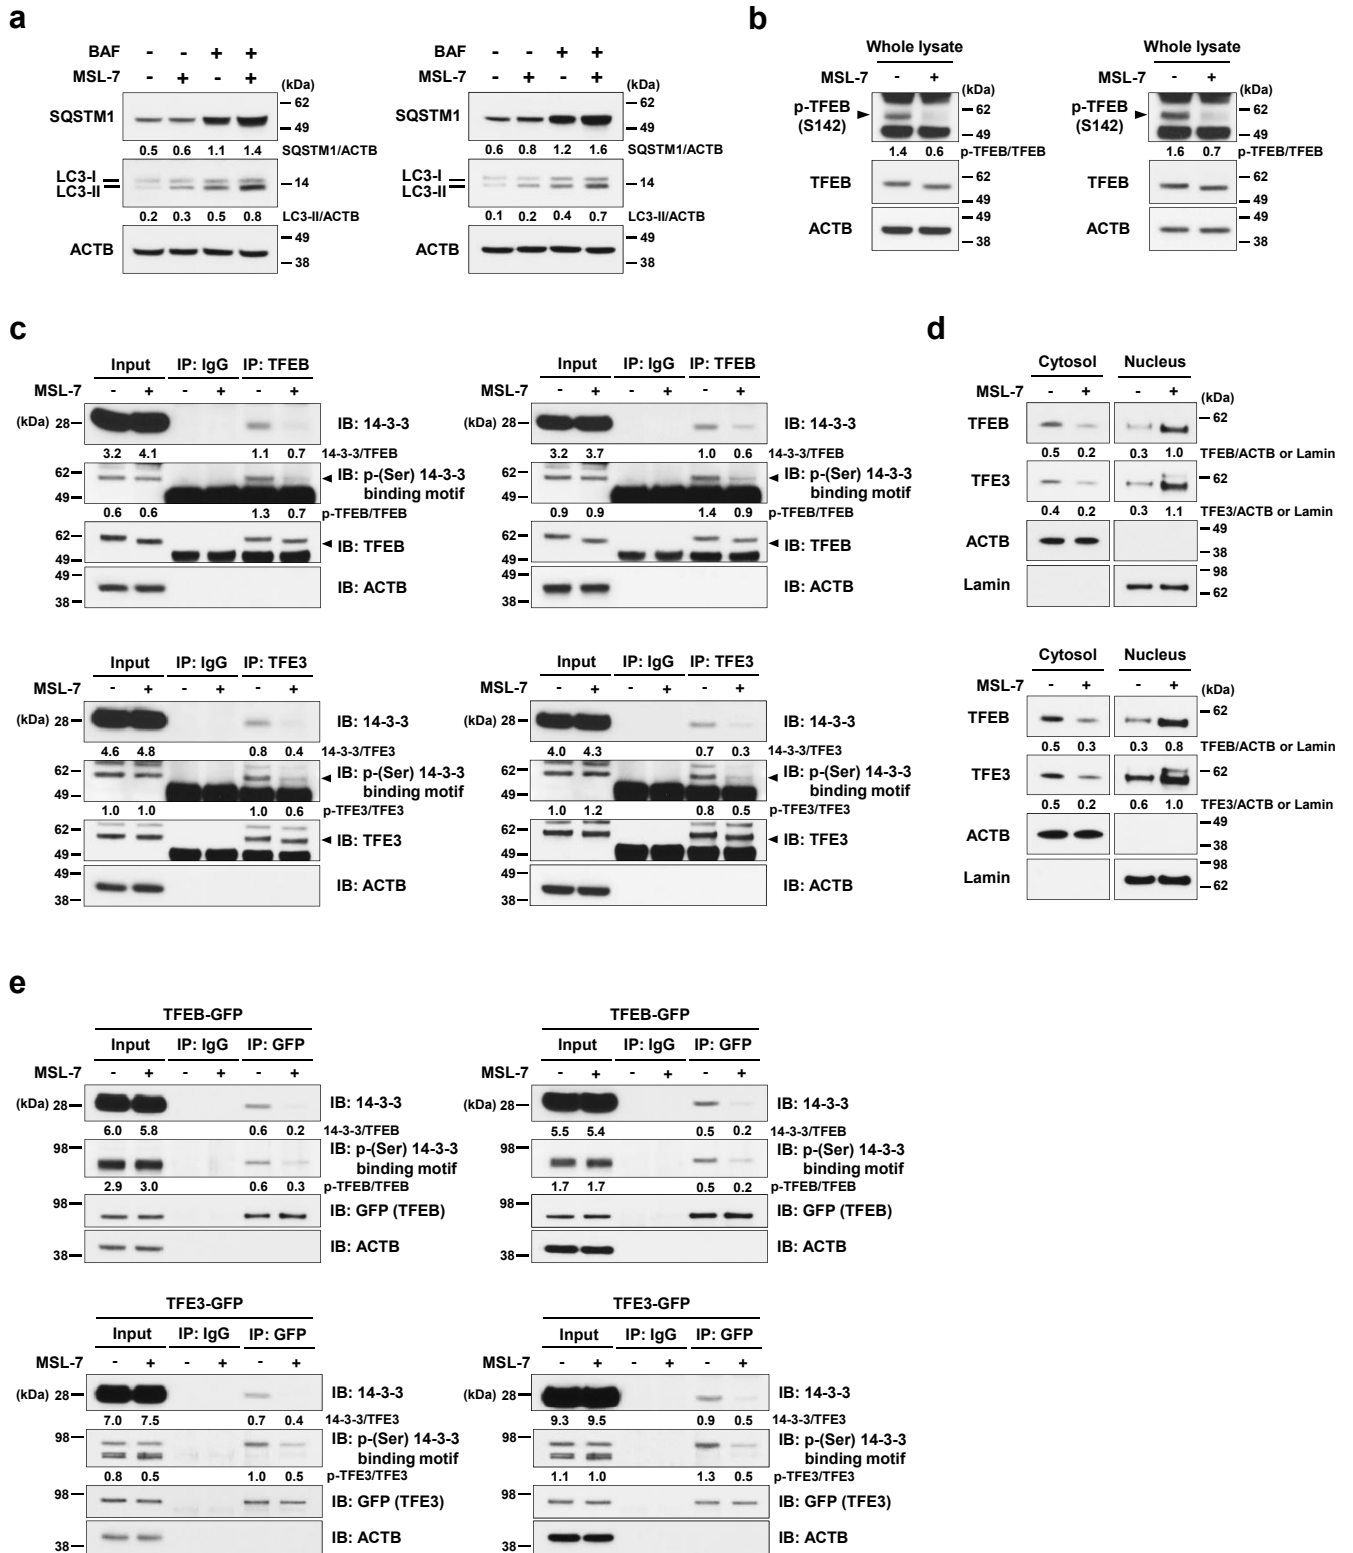 a
BAF - - + +
MSL-7 - + - +
(kDa)
SQSTM1
62
49
0.5 0.6 1.1 1.4 SQSTM1/ACTB
LC3-I
LC3-II
14
0.2 0.3 0.5 0.8 LC3-II/ACTB
ACTB
49
38
BAF - - + +
MSL-7 - + - +
(kDa)
SQSTM1
62
49
0.6 0.8 1.2 1.6 SQSTM1/ACTB
LC3-I
LC3-II
14
0.1 0.2 0.4 0.7 LC3-II/ACTB
ACTB
49
38
b
Whole lysate
MSL-7 - +
(kDa)
p-TFEB
(S142)
62
49
1.4 0.6 p-TFEB/TFEB
TFEB
62
49
ACTB
49
38
Whole lysate
MSL-7 - +
(kDa)
p-TFEB
(S142)
62
49
1.6 0.7 p-TFEB/TFEB
TFEB
62
49
ACTB
49
38
c
Input IP: IgG IP: TFEB
MSL-7 - + - + - +
(kDa) 28 IB: 14-3-3
3.2 4.1 1.1 0.7 14-3-3/TFEB
62
49
IB: p-(Ser) 14-3-3
binding motif
0.6 0.6 1.3 0.7 p-TFEB/TFEB
62
49
IB: TFEB
49
38
IB: ACTB
Input IP: IgG IP: TFEB
MSL-7 - + - + - +
(kDa) 28 IB: 14-3-3
3.2 3.7 1.0 0.6 14-3-3/TFEB
62
49
IB: p-(Ser) 14-3-3
binding motif
0.9 0.9 1.4 0.9 p-TFEB/TFEB
62
49
IB: TFEB
49
38
IB: ACTB
Input IP: IgG IP: TFE3
MSL-7 - + - + - +
(kDa) 28 IB: 14-3-3
4.6 4.8 0.8 0.4 14-3-3/TFE3
62
49
IB: p-(Ser) 14-3-3
binding motif
1.0 1.0 1.0 0.6 p-TFE3/TFE3
62
49
IB: TFE3
49
38
IB: ACTB
Input IP: IgG IP: TFE3
MSL-7 - + - + - +
(kDa) 28 IB: 14-3-3
4.0 4.3 0.7 0.3 14-3-3/TFE3
62
49
IB: p-(Ser) 14-3-3
binding motif
1.0 1.2 0.8 0.5 p-TFE3/TFE3
62
49
IB: TFE3
49
38
IB: ACTB
d
Cytosol Nucleus
MSL-7 - + - +
(kDa)
TFEB
62
0.5 0.2 0.3 1.0 TFEB/ACTB or Lamin
TFE3
62
0.4 0.2 0.3 1.1 TFE3/ACTB or Lamin
ACTB
49
38
Lamin
98
62
Cytosol Nucleus
MSL-7 - + - +
(kDa)
TFEB
62
0.5 0.3 0.3 0.8 TFEB/ACTB or Lamin
TFE3
62
0.5 0.2 0.6 1.0 TFE3/ACTB or Lamin
ACTB
49
38
Lamin
98
62
e
TFEB-GFP
Input IP: IgG IP: GFP
MSL-7 - + - + - +
(kDa) 28 IB: 14-3-3
6.0 5.8 0.6 0.2 14-3-3/TFEB
98
IB: p-(Ser) 14-3-3
binding motif
2.9 3.0 0.6 0.3 p-TFEB/TFEB
98
IB: GFP (TFEB)
38
IB: ACTB
TFEB-GFP
Input IP: IgG IP: GFP
MSL-7 - + - + - +
(kDa) 28 IB: 14-3-3
5.5 5.4 0.5 0.2 14-3-3/TFEB
98
IB: p-(Ser) 14-3-3
binding motif
1.7 1.7 0.5 0.2 p-TFEB/TFEB
98
IB: GFP (TFEB)
38
IB: ACTB
TFE3-GFP
Input IP: IgG IP: GFP
MSL-7 - + - + - +
(kDa) 28 IB: 14-3-3
7.0 7.5 0.7 0.4 14-3-3/TFE3
98
IB: p-(Ser) 14-3-3
binding motif
0.8 0.5 1.0 0.5 p-TFE3/TFE3
98
IB: GFP (TFE3)
38
IB: ACTB
TFE3-GFP
Input IP: IgG IP: GFP
MSL-7 - + - + - +
(kDa) 28 IB: 14-3-3
9.3 9.5 0.9 0.5 14-3-3/TFE3
98
IB: p-(Ser) 14-3-3
binding motif
1.1 1.0 1.3 0.5 p-TFE3/TFE3
98
IB: GFP (TFE3)
38
IB: ACTB